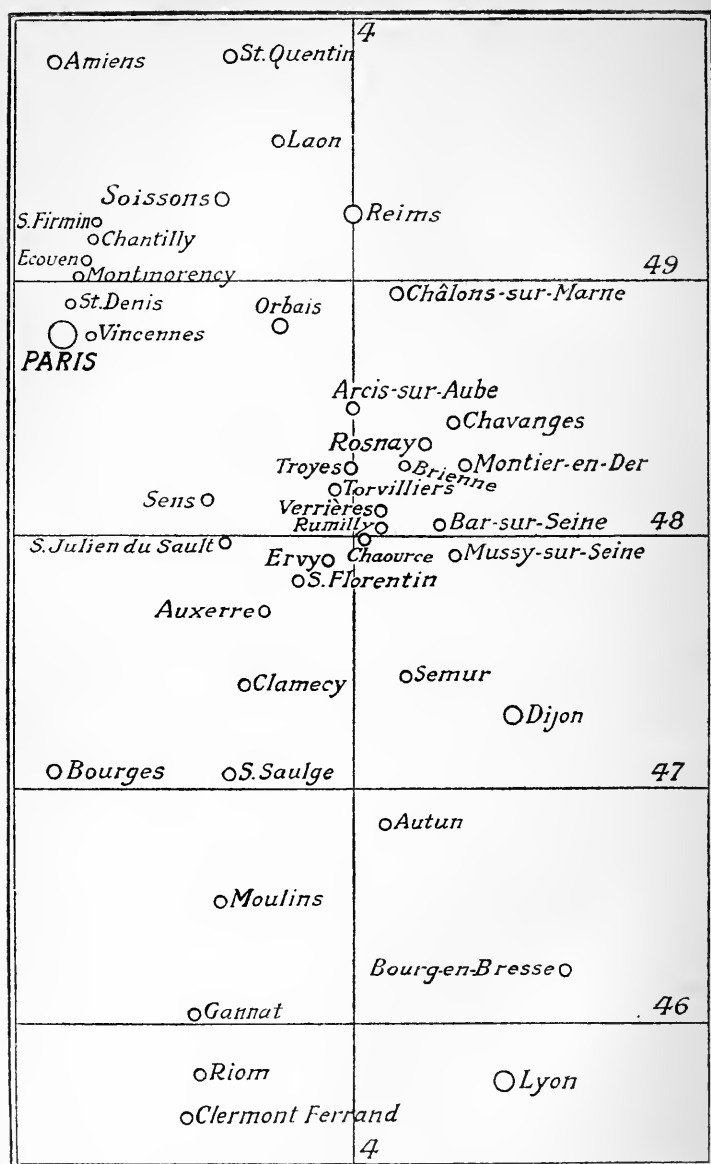 4
Amiens
St. Quentin
Laon
Soissons
Reims
S. Firmin
Chantilly
Ecouen
49
Montmorency
Châlons-sur-Marne
St. Denis
Orbais
Vincennes
PARIS
Arcis-sur-Aube
Chavanges
Rosnay
Troyes
Brienne
Montier-en-Der
Torvilliers
Sens
Verrières
Rumilly
Bar-sur-Seine
48
S. Julien du Sault
Ervy
Chaource
Mussy-sur-Seine
S. Florentin
Auxerre
Clamecy
Semur
Dijon
Bourges
S. Saulge
47
Autun
Moulins
Bourg-en-Bresse
Gannat
46
Riom
Lyon
Clermont Ferrand
4